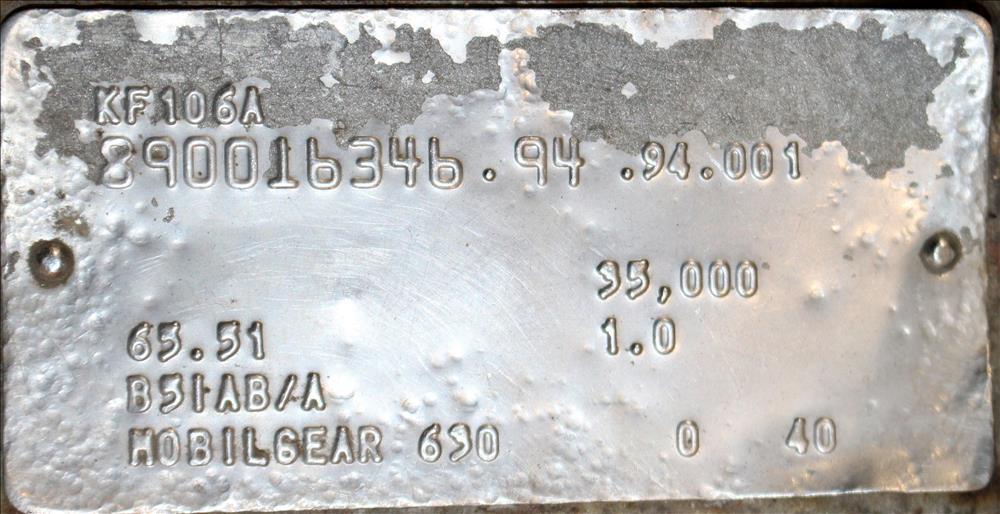 KF106A
890016346.94 .94.001
35,000
65.51 1.0
B51AB/A
MOBILGEAR 630 0 40